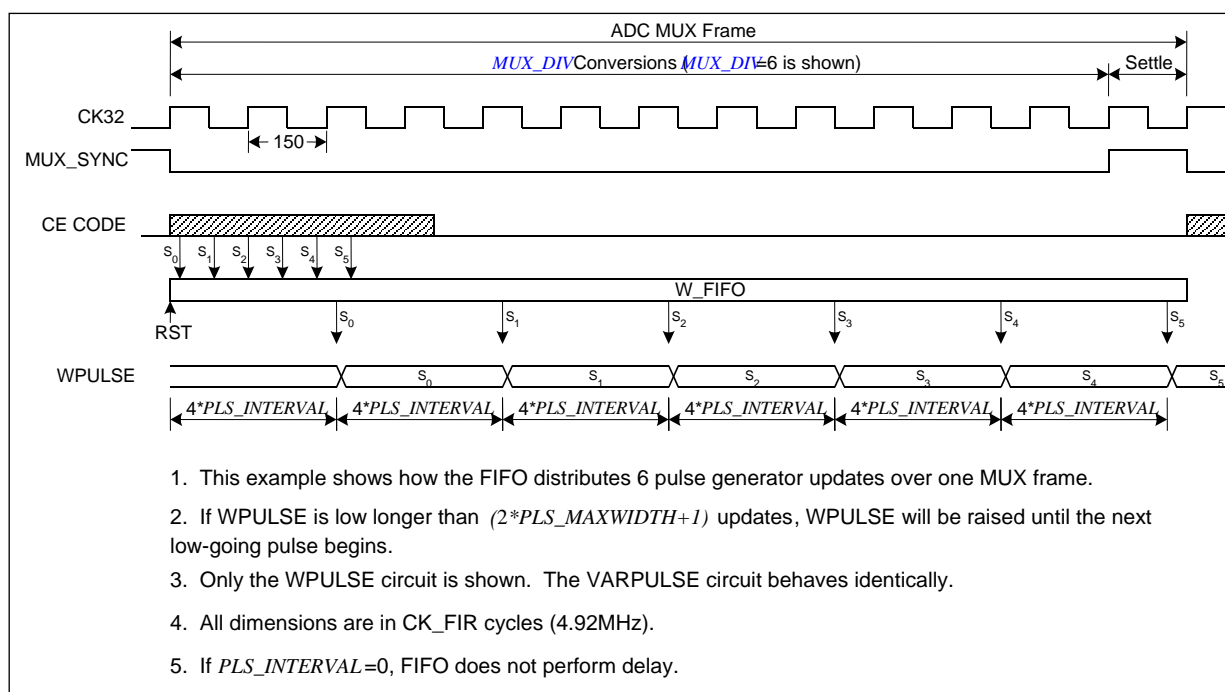 ADC MUX Frame
MUX_DIV Conversions (MUX_DIV=6 is shown)
Settle
CK32
150
MUX_SYNC
CE CODE
S0 S1 S2 S3 S4 S5
W_FIFO
RST
S0 S1 S2 S3 S4 S5
WPULSE
S0 S1 S2 S3 S4 S5
4*PLS_INTERVAL 4*PLS_INTERVAL 4*PLS_INTERVAL 4*PLS_INTERVAL 4*PLS_INTERVAL 4*PLS_INTERVAL
1. This example shows how the FIFO distributes 6 pulse generator updates over one MUX frame.
2. If WPULSE is low longer than (2*PLS_MAXWIDTH+1) updates, WPULSE will be raised until the next
low-going pulse begins.
3. Only the WPULSE circuit is shown. The VARPULSE circuit behaves identically.
4. All dimensions are in CK_FIR cycles (4.92MHz).
5. If PLS_INTERVAL=0, FIFO does not perform delay.